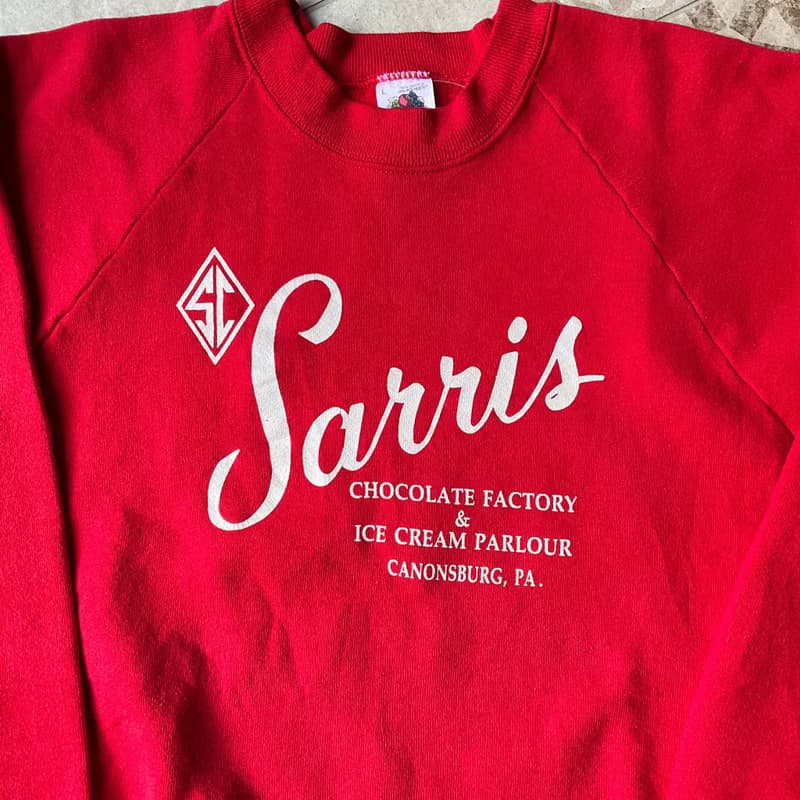 L
SC
Sarris
CHOCOLATE FACTORY
&
ICE CREAM PARLOUR
CANONSBURG, PA.